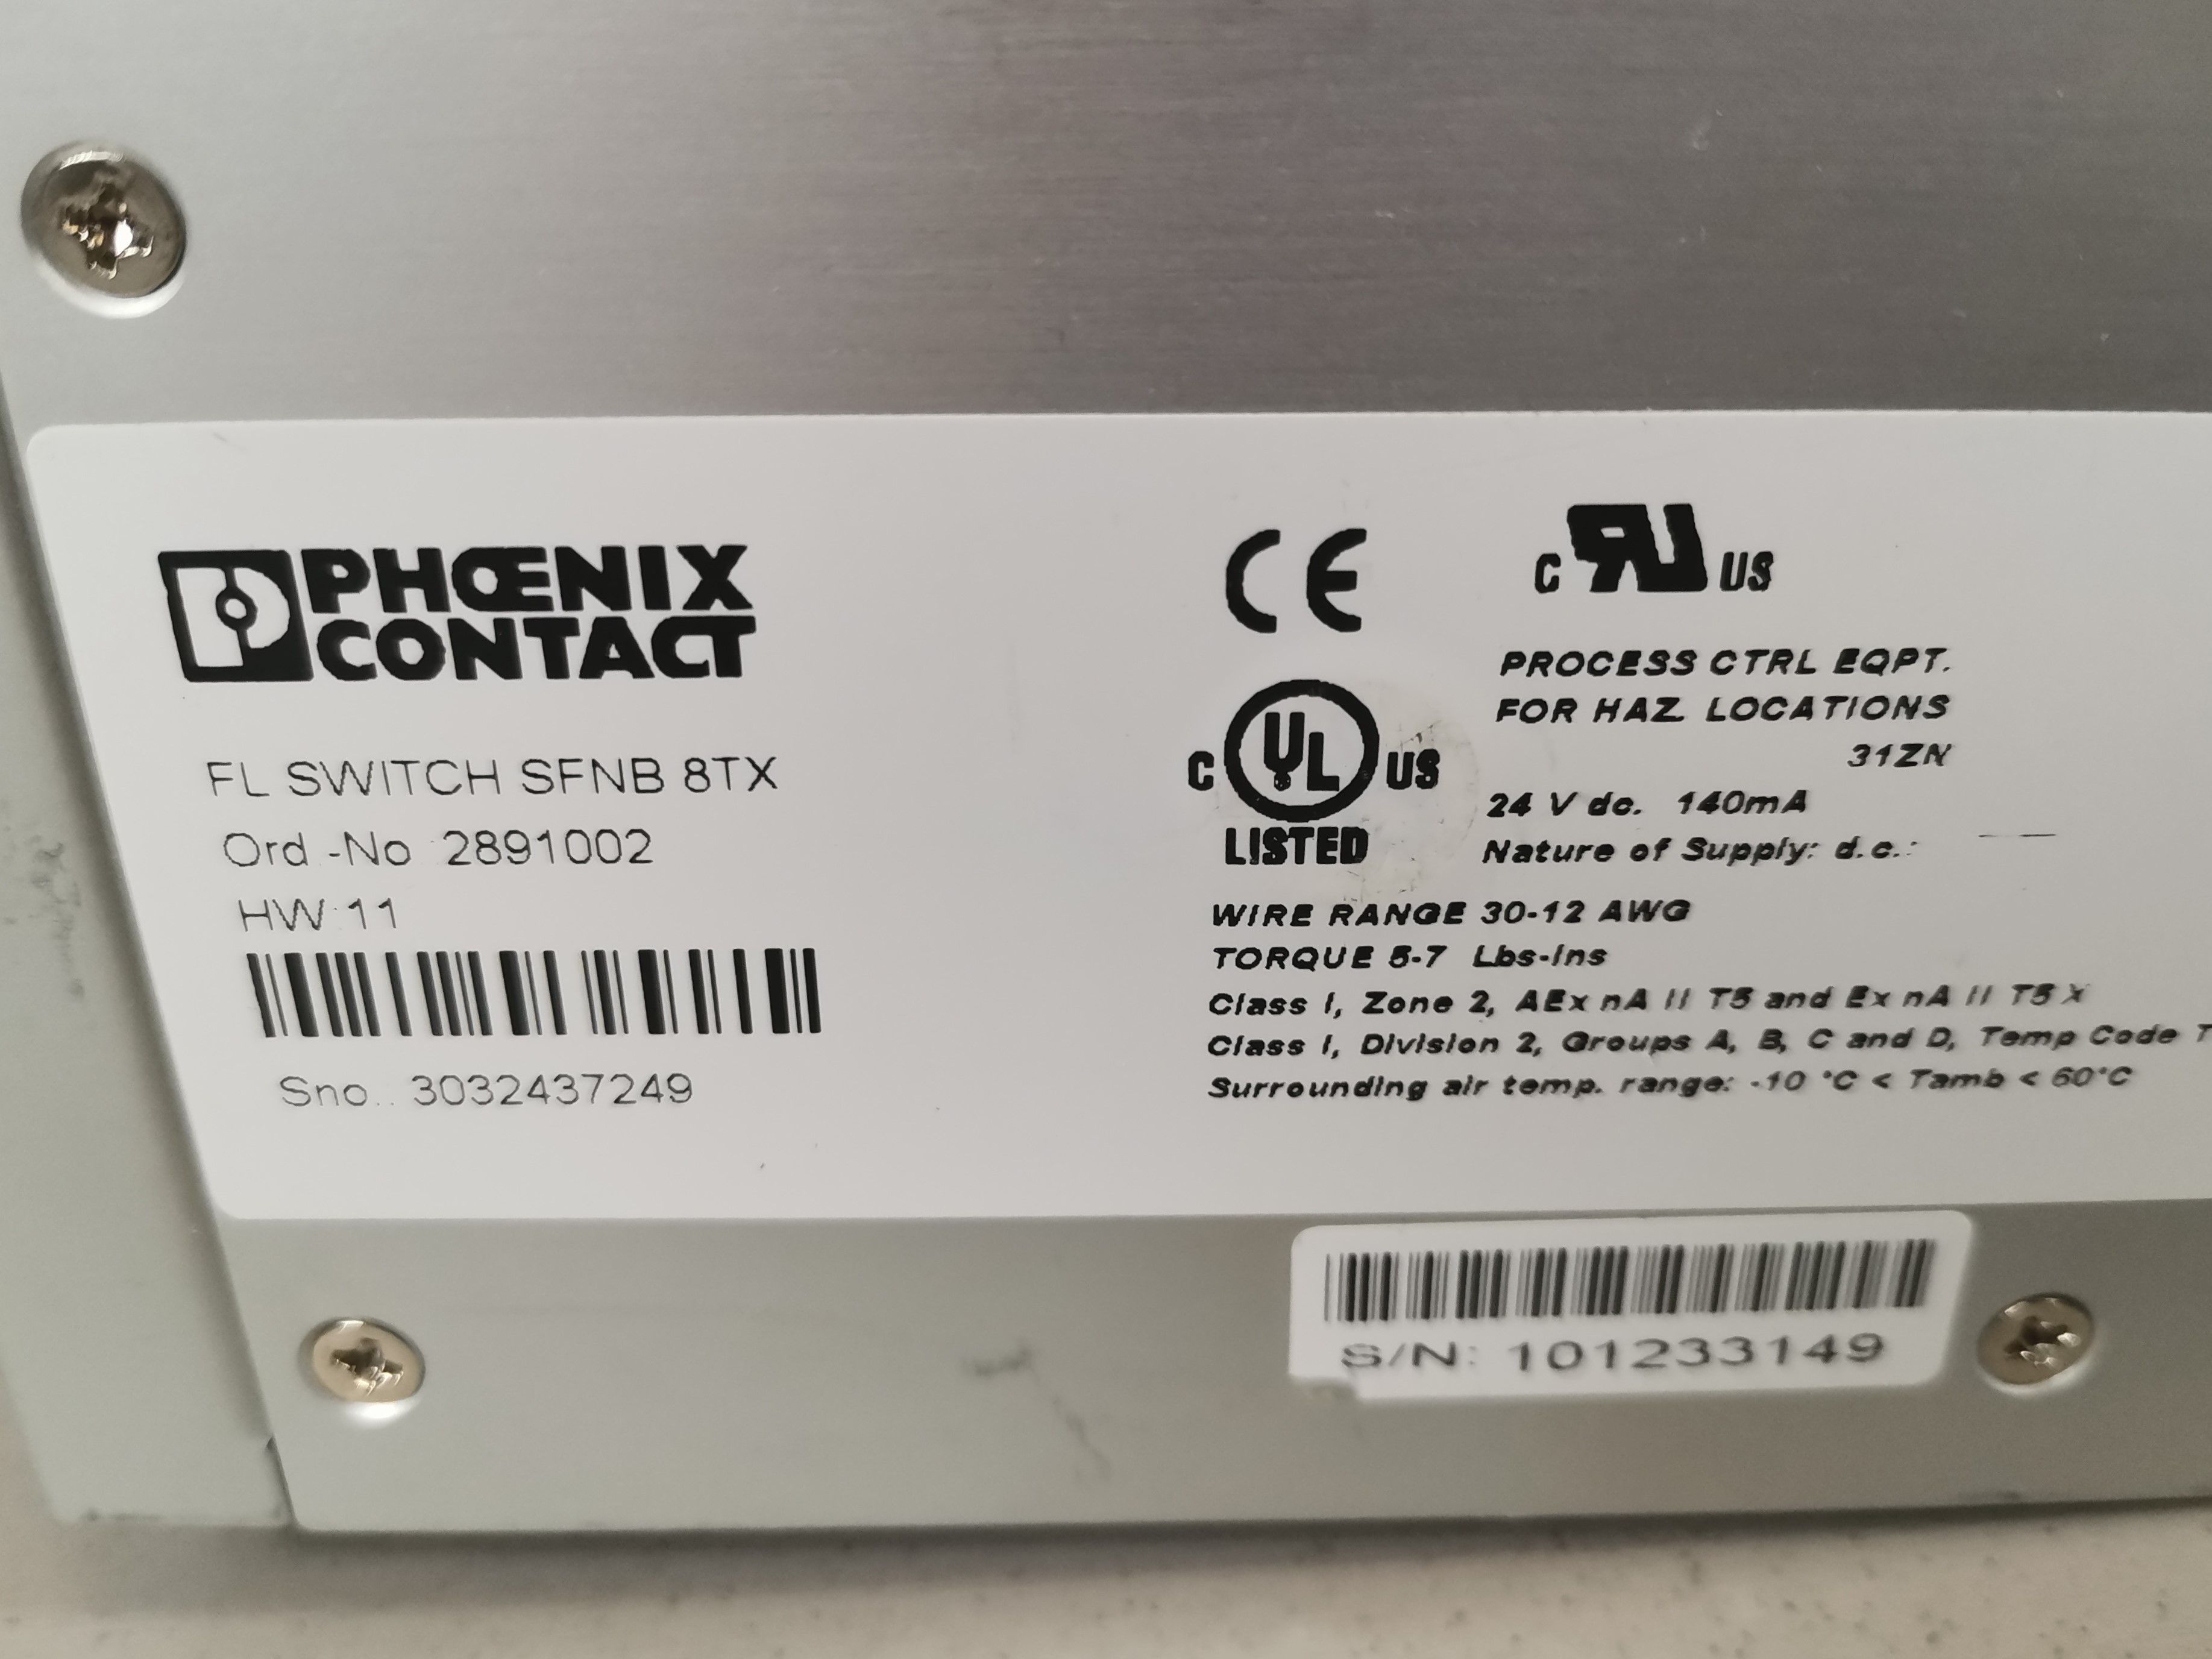 PHŒNIX
CONTACT
FL SWITCH SFNB 8TX
Ord -No 2891002
HW 11
Sno.. 3032437249
CE
C RU US
C UL US
LISTED
PROCESS CTRL EQPT.
FOR HAZ. LOCATIONS
31ZN
24 V dc. 140mA
Nature of Supply: d.c.:
WIRE RANGE 30-12 AWG
TORQUE 5-7 Lbs-Ins
Class I, Zone 2, AEx nA II T5 and Ex nA II T5 X
Class I, Division 2, Groups A, B, C and D, Temp Code T
Surrounding air temp. range: -10 °C < Tamb < 60°C
S/N: 101233149